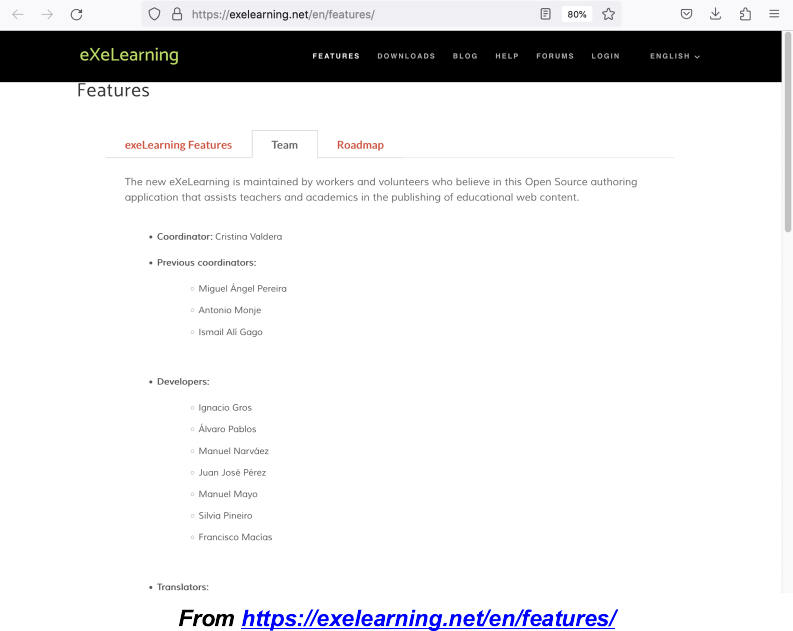 https://exelearning.net/en/features/
80%
eXeLearning
FEATURES DOWNLOADS BLOG HELP FORUMS LOGIN ENGLISH
Features
exeLearning Features Team Roadmap
The new eXeLearning is maintained by workers and volunteers who believe in this Open Source authoring
application that assists teachers and academics in the publishing of educational web content.
• Coordinator: Cristina Valdera
• Previous coordinators:
○ Miguel Ángel Pereira
○ Antonio Monje
○ Ismail Alí Gago
• Developers:
○ Ignacio Gros
○ Álvaro Pablos
○ Manuel Narváez
○ Juan José Pérez
○ Manuel Mayo
○ Silvia Pineiro
○ Francisco Macías
• Translators:
From https://exelearning.net/en/features/